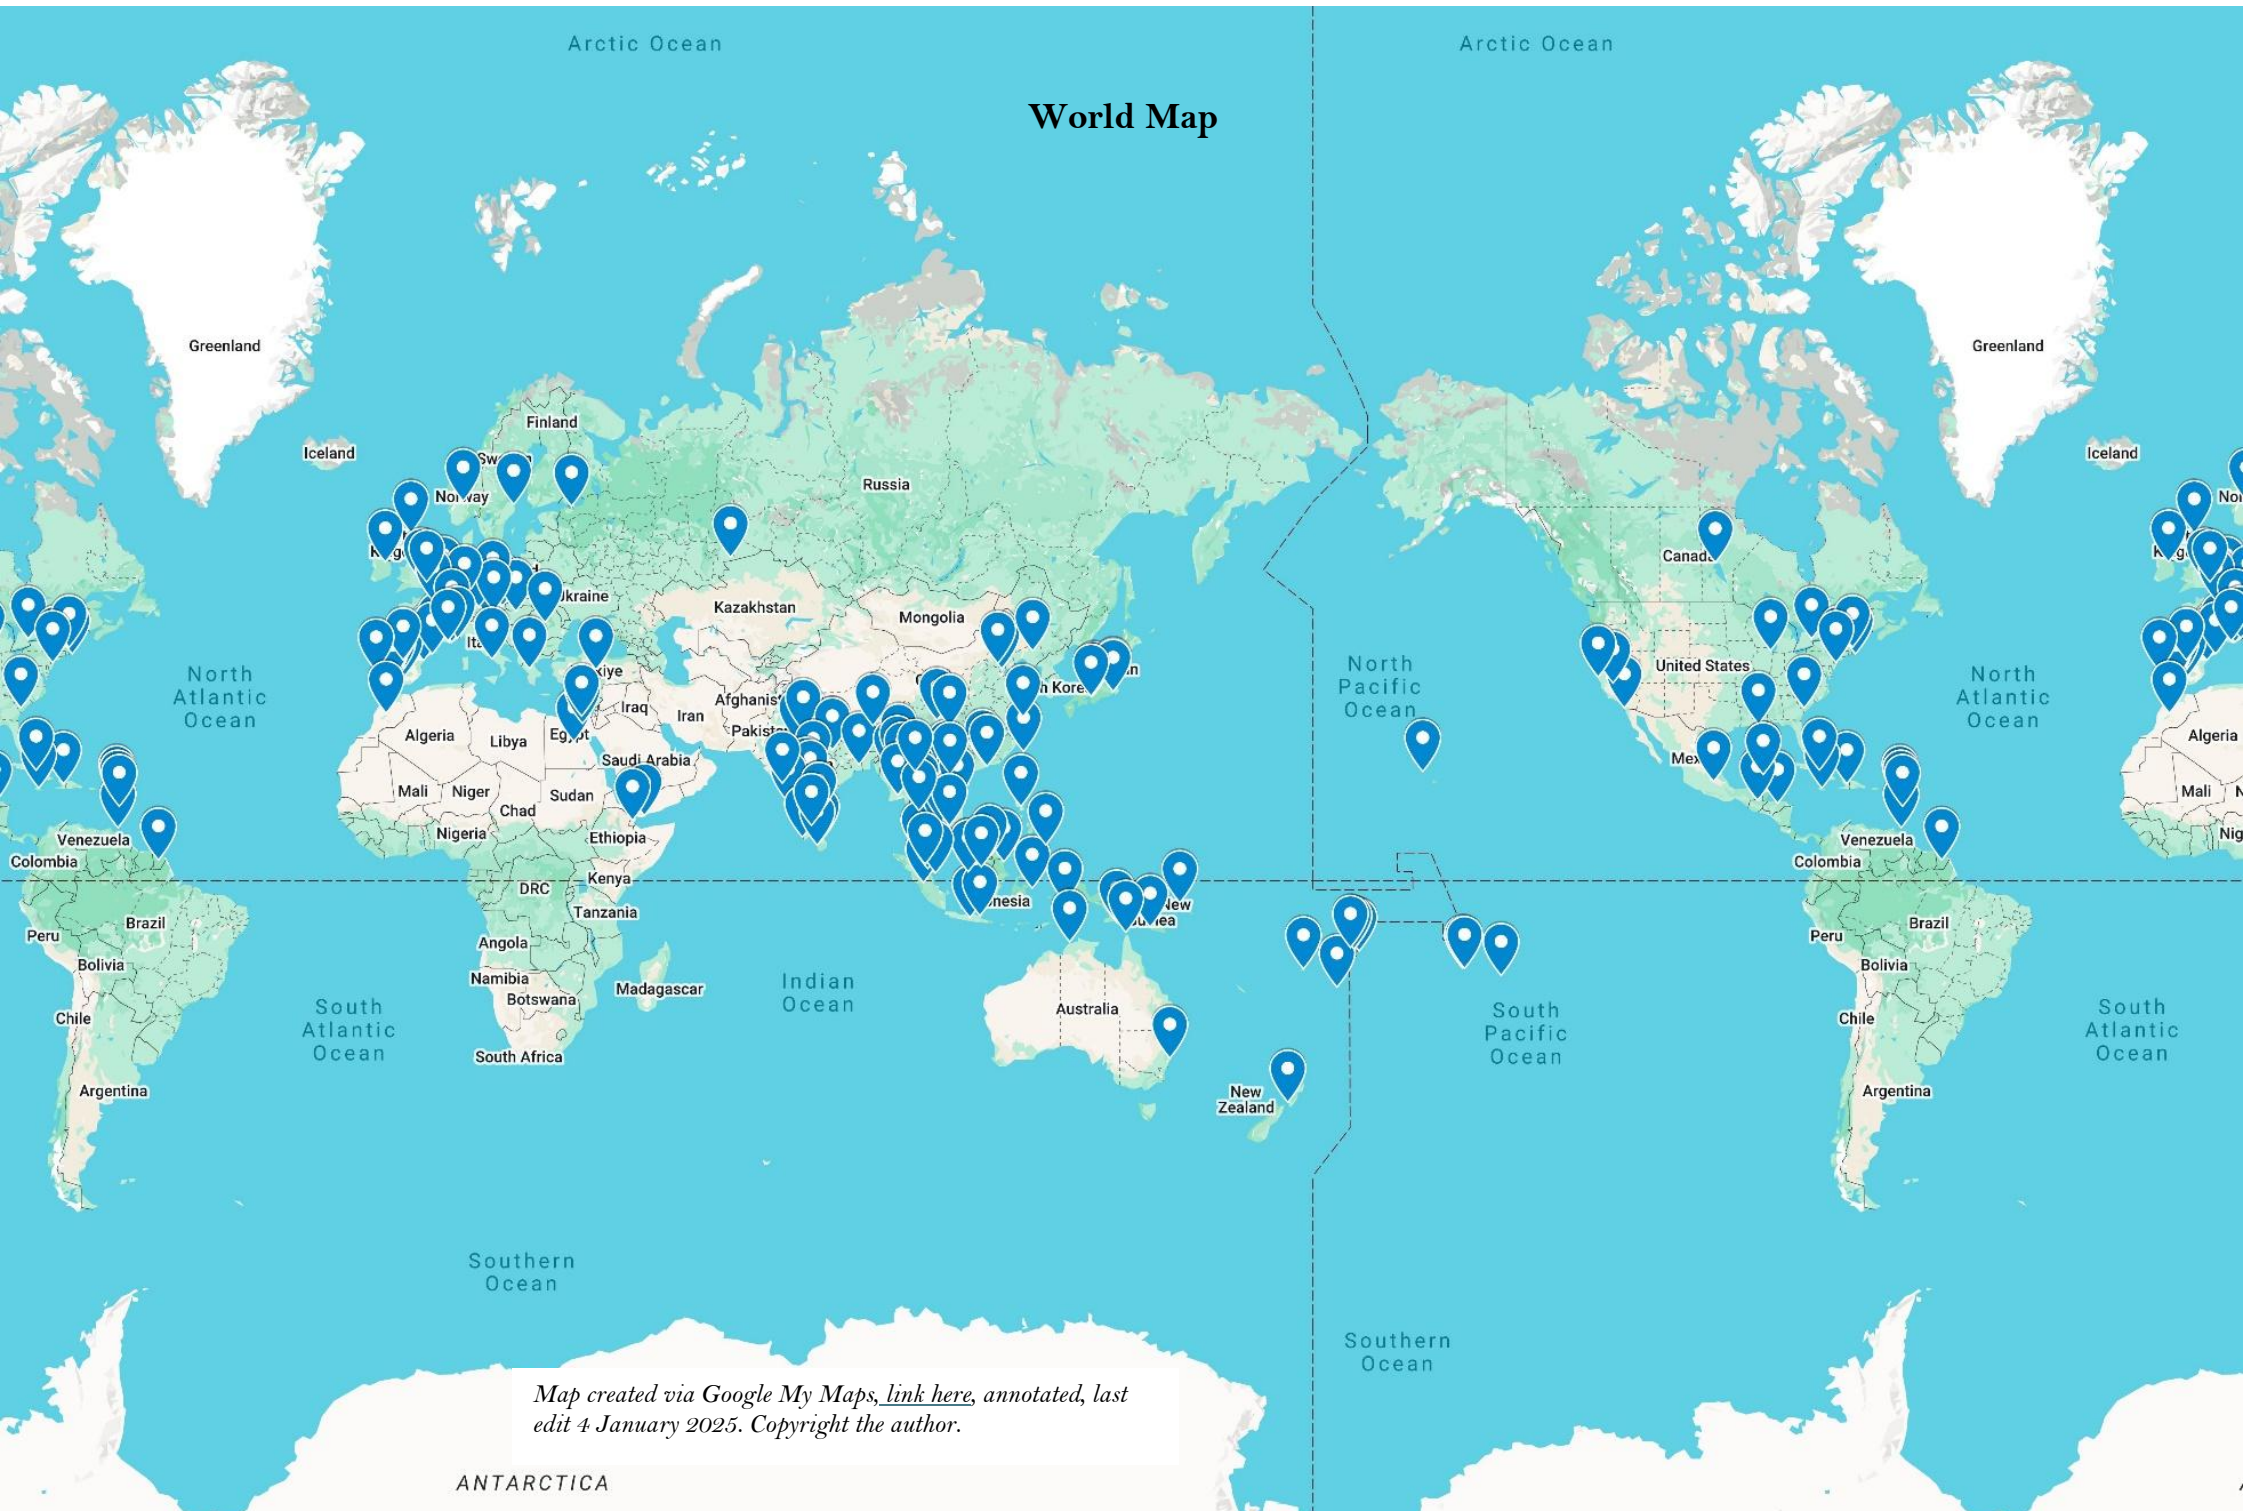 Arctic Ocean
Arctic Ocean
World Map
Greenland
Greenland
Finland
Iceland
Iceland
Norway
Russia
Canada
Ukraine
Kazakhstan
Mongolia
North
Atlantic
Ocean
North
Pacific
Ocean
United States
North
Atlantic
Ocean
Afghanis
Iraq
Iran
Pakist
Algeria
Libya
Egypt
Saudi Arabia
Algeria
Mali
Niger
Chad
Sudan
Mali
Nigeria
Ethiopia
Venezuela
Colombia
Venezuela
Colombia
DRC
Kenya
Tanzania
nesia
New
Brazil
Peru
Bolivia
Brazil
Peru
Bolivia
Angola
Namibia
Botswana
Madagascar
South Africa
Indian
Ocean
Australia
South
Atlantic
Ocean
South
Pacific
Ocean
South
Atlantic
Ocean
Chile
Chile
Argentina
Argentina
New
Zealand
Southern
Ocean
Southern
Ocean
Map created via Google My Maps, link here, annotated, last
edit 4 January 2025. Copyright the author.
ANTARCTICA